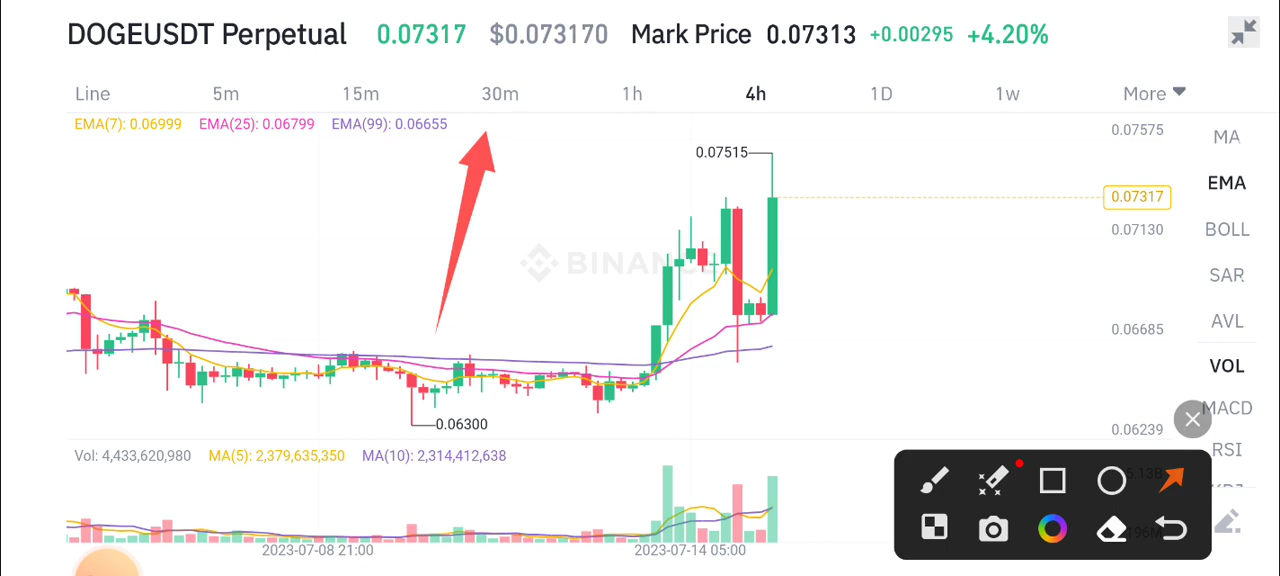 DOGEUSDT Perpetual 0.07317 $0.073170 Mark Price 0.07313 +0.00295 +4.20%
Line 5m 15m 30m 1h 4h 1D 1w More
EMA(7): 0.06999 EMA(25): 0.06799 EMA(99): 0.06655
0.07575
MA
0.07515
EMA
0.07317
0.07130
BOLL
BINANCE
SAR
AVL
0.06685
VOL
MACD
0.06300
0.06239
RSI
Vol: 4,433,620,980 MA(5): 2,379,635,350 MA(10): 2,314,412,638
2023-07-08 21:00 2023-07-14 05:00